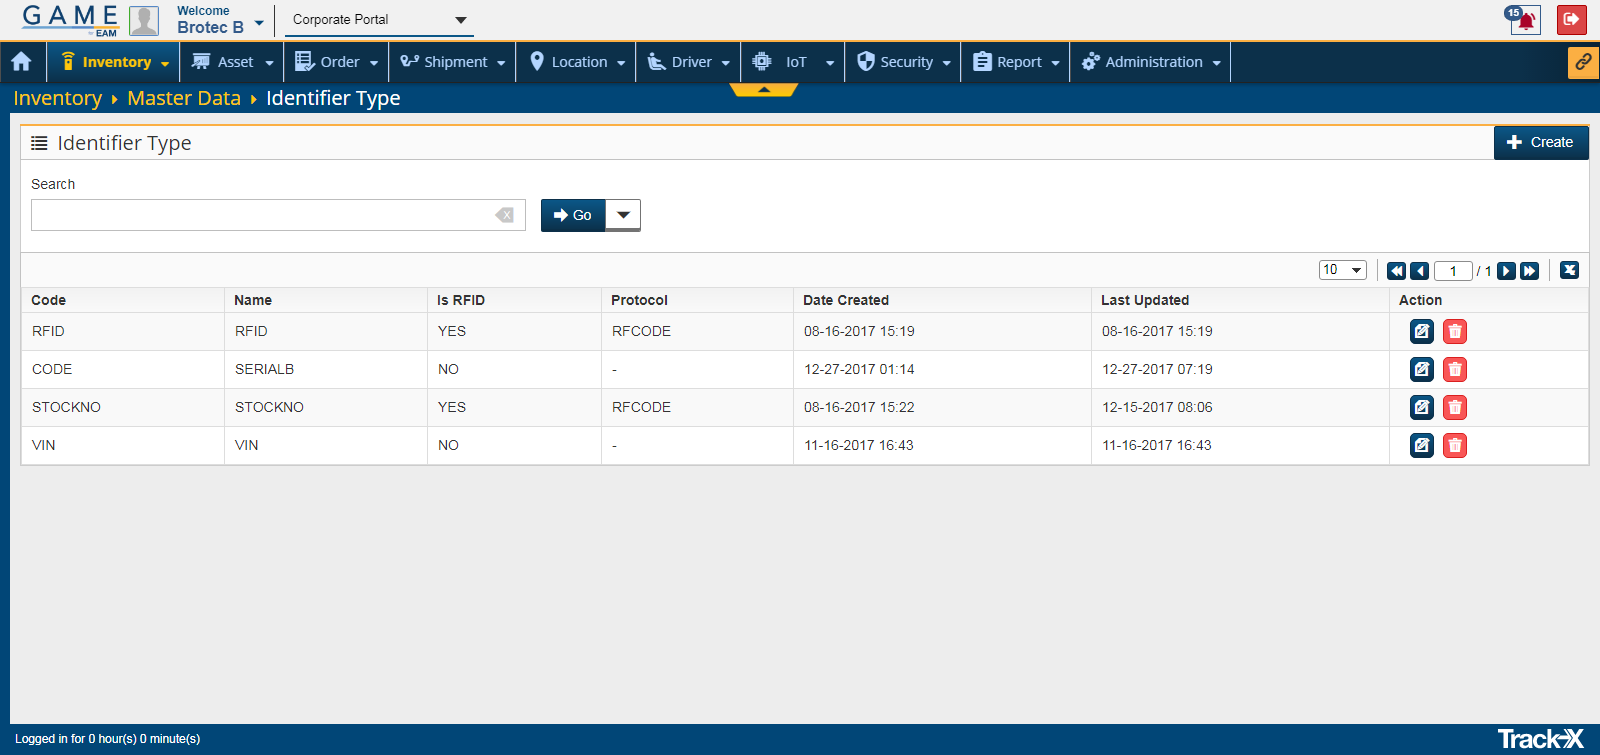 GAME
by EAM
Welcome
Brotec B
Corporate Portal
15
Inventory
Asset
Order
Shipment
Location
Driver
IoT
Security
Report
Administration
Inventory Master Data Identifier Type
Identifier Type
Create
Search
Go
10
1 / 1
Code Name Is RFID Protocol Date Created Last Updated Action
RFID RFID YES RFCODE 08-16-2017 15:19 08-16-2017 15:19
CODE SERIALB NO - 12-27-2017 01:14 12-27-2017 07:19
STOCKNO STOCKNO YES RFCODE 08-16-2017 15:22 12-15-2017 08:06
VIN VIN NO - 11-16-2017 16:43 11-16-2017 16:43
Logged in for 0 hour(s) 0 minute(s)
Track-X